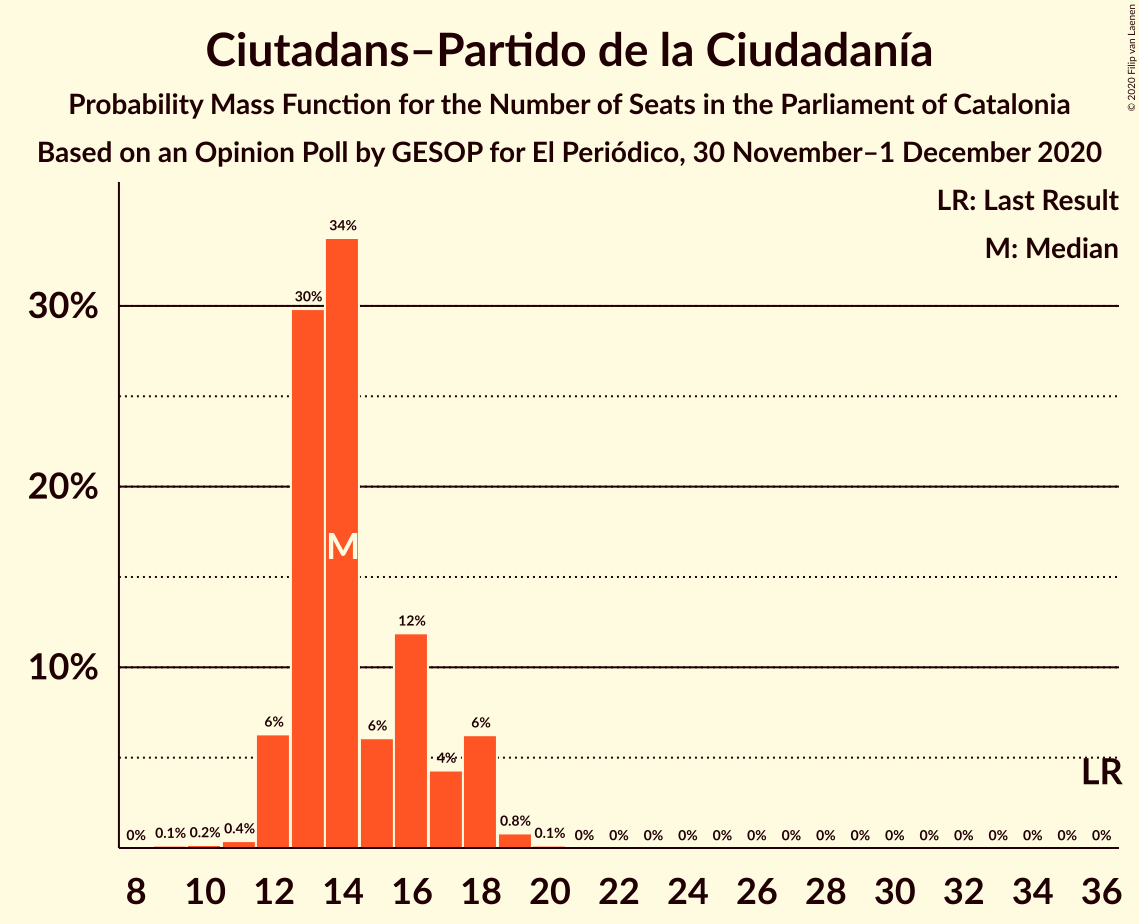 Ciutadans–Partido de la Ciudadanía
Probability Mass Function for the Number of Seats in the Parliament of Catalonia
Based on an Opinion Poll by GESOP for El Periódico, 30 November–1 December 2020
© 2020 Filip van Laenen
LR: Last Result
M: Median
30%
20%
10%
0% 0.1% 0.2% 0.4% 6% 30% 34% 6% 12% 4% 6% 0.8% 0.1% 0% 0% 0% 0% 0% 0% 0% 0% 0% 0% 0% 0% 0% 0% 0% 0%
M
LR
8 10 12 14 16 18 20 22 24 26 28 30 32 34 36